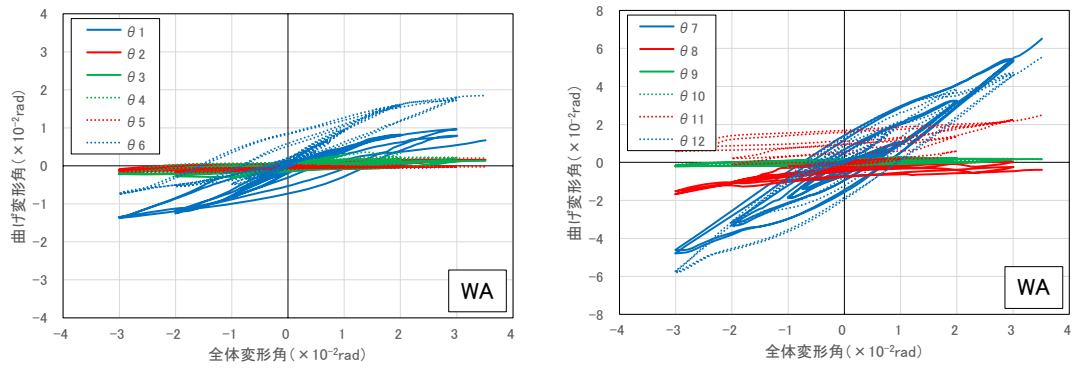 4
3
2
1
0
-1
-2
-3
-4
曲げ変形角(×10⁻²rad)
θ1
θ2
θ3
θ4
θ5
θ6
WA
-4 -3 -2 -1 0 1 2 3 4
全体変形角(×10⁻²rad)
8
6
4
2
0
-2
-4
-6
-8
曲げ変形角(×10⁻²rad)
θ7
θ8
θ9
θ10
θ11
θ12
WA
-4 -3 -2 -1 0 1 2 3 4
全体変形角(×10⁻²rad)